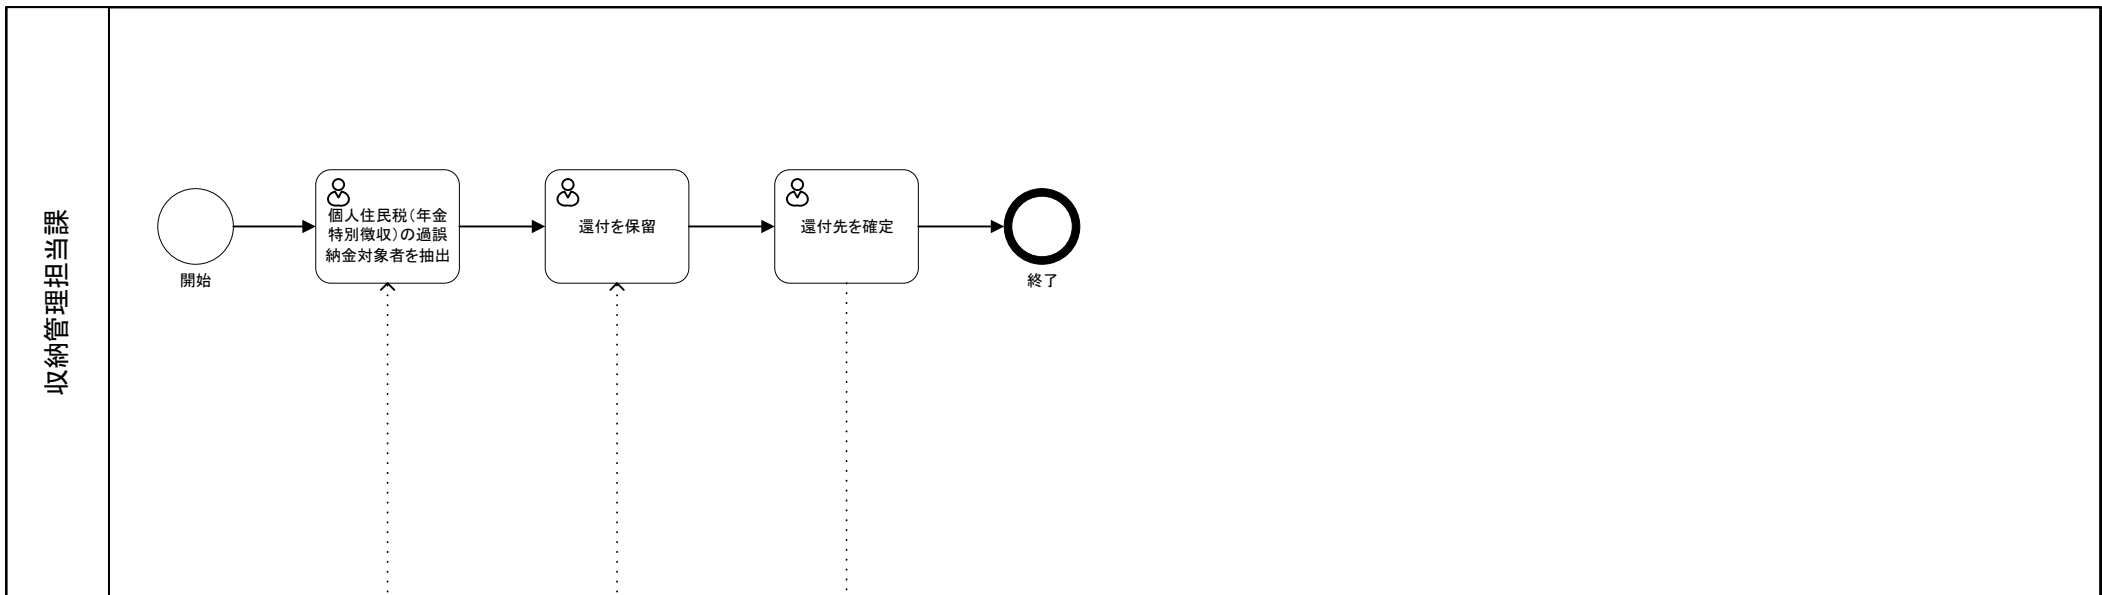 収納管理担当課
開始
個人住民税（年金
特別徴収）の過誤
納金対象者を抽出
還付を保留
還付先を確定
終了